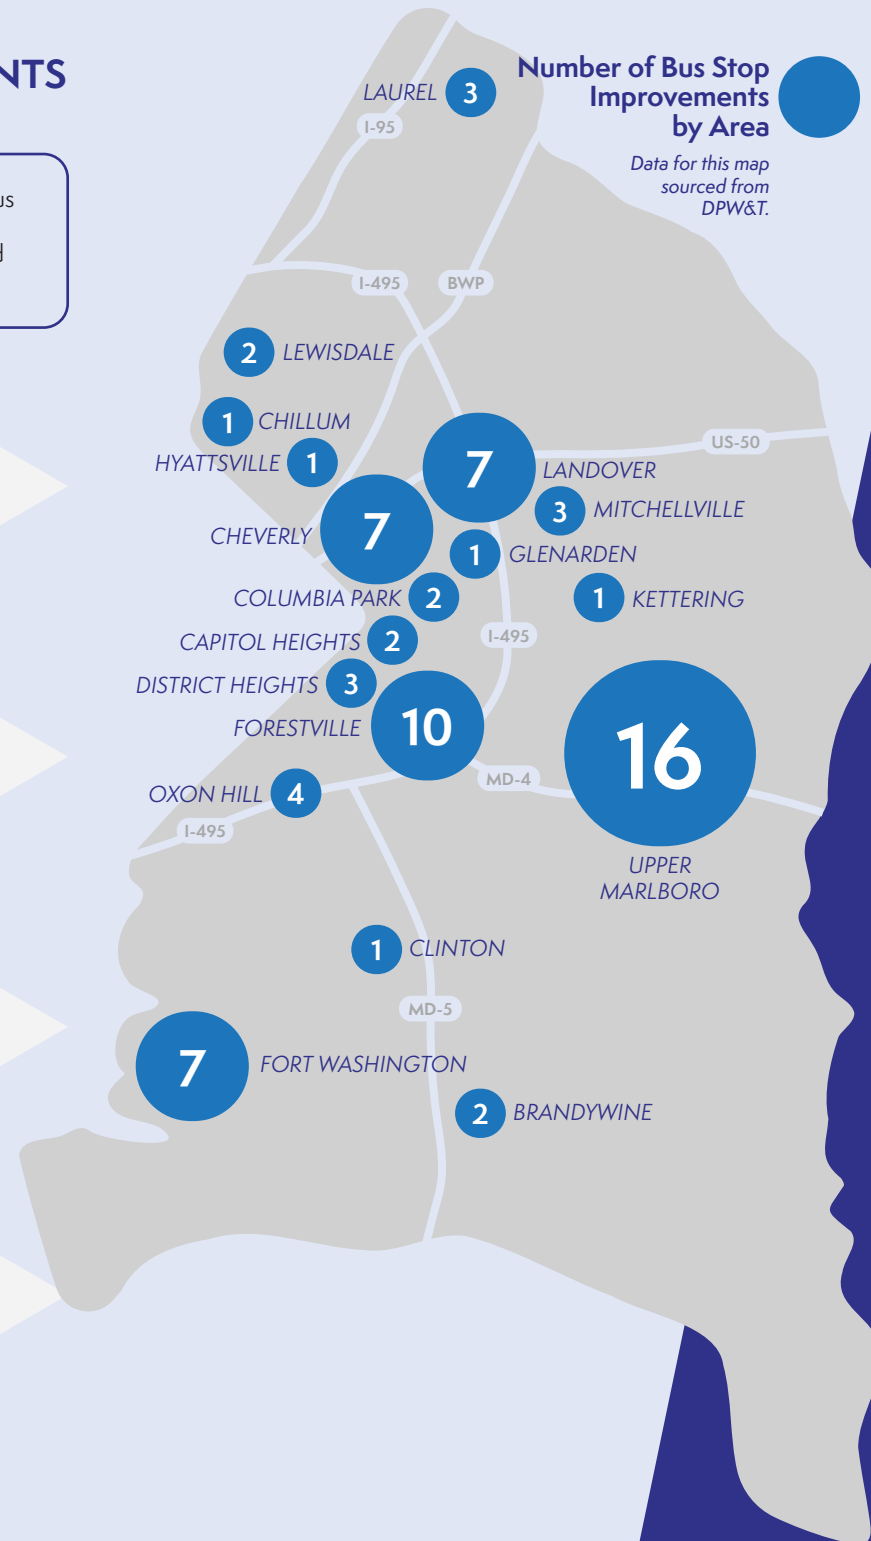 NTS
us
Number of Bus Stop
Improvements
by Area
Data for this map
sourced from
DPW&T.
LAUREL 3
I-95
I-495
BWP
2 LEWISDALE
1 CHILLUM
HYATTSVILLE 1
US-50
7 LANDOVER
3 MITCHELLVILLE
CHEVERLY 7
1 GLENARDEN
COLUMBIA PARK 2
1 KETTERING
CAPITOL HEIGHTS 2
I-495
DISTRICT HEIGHTS 3
FORESTVILLE 10
16
UPPER
MARLBORO
MD-4
OXON HILL 4
I-495
1 CLINTON
MD-5
7 FORT WASHINGTON
2 BRANDYWINE